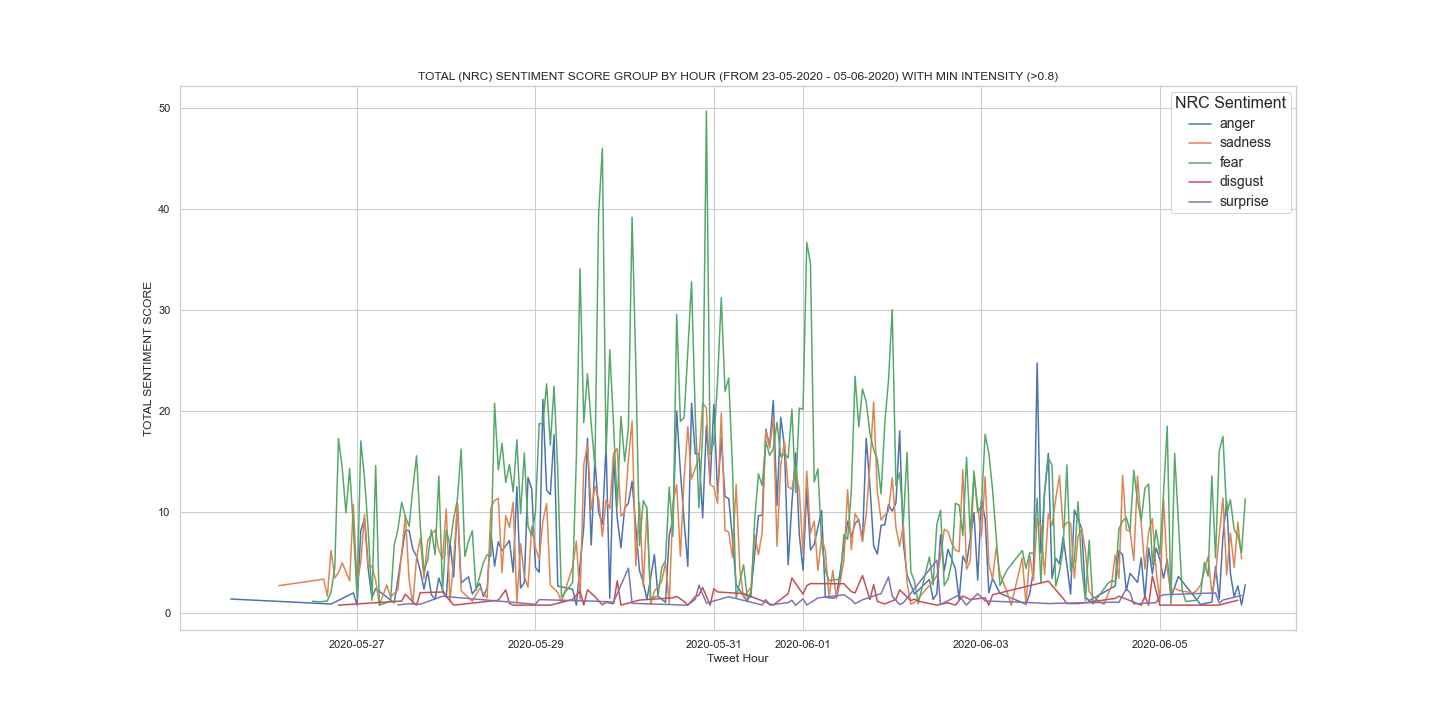 TOTAL (NRC) SENTIMENT SCORE GROUP BY HOUR (FROM 23-05-2020 - 05-06-2020) WITH MIN INTENSITY (>0.8)
NRC Sentiment
anger
sadness
fear
disgust
surprise
TOTAL SENTIMENT SCORE
50
40
30
20
10
0
2020-05-27 2020-05-29 2020-05-31 2020-06-01 2020-06-03 2020-06-05
Tweet Hour